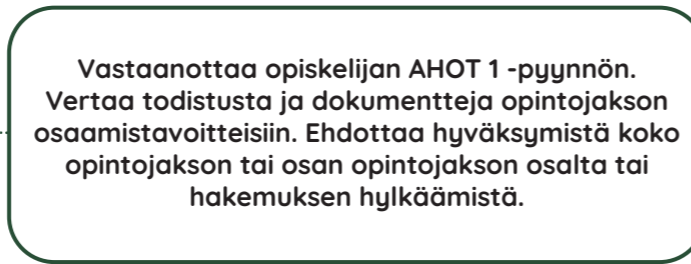 Vastaanottaa opiskelijan AHOT 1 -pyynnön.
Vertaa todistusta ja dokumentteja opintojakson
osaamistavoitteisiin. Ehdottaa hyväksymistä koko
opintojakson tai osan opintojakson osalta tai
hakemuksen hylkäämistä.